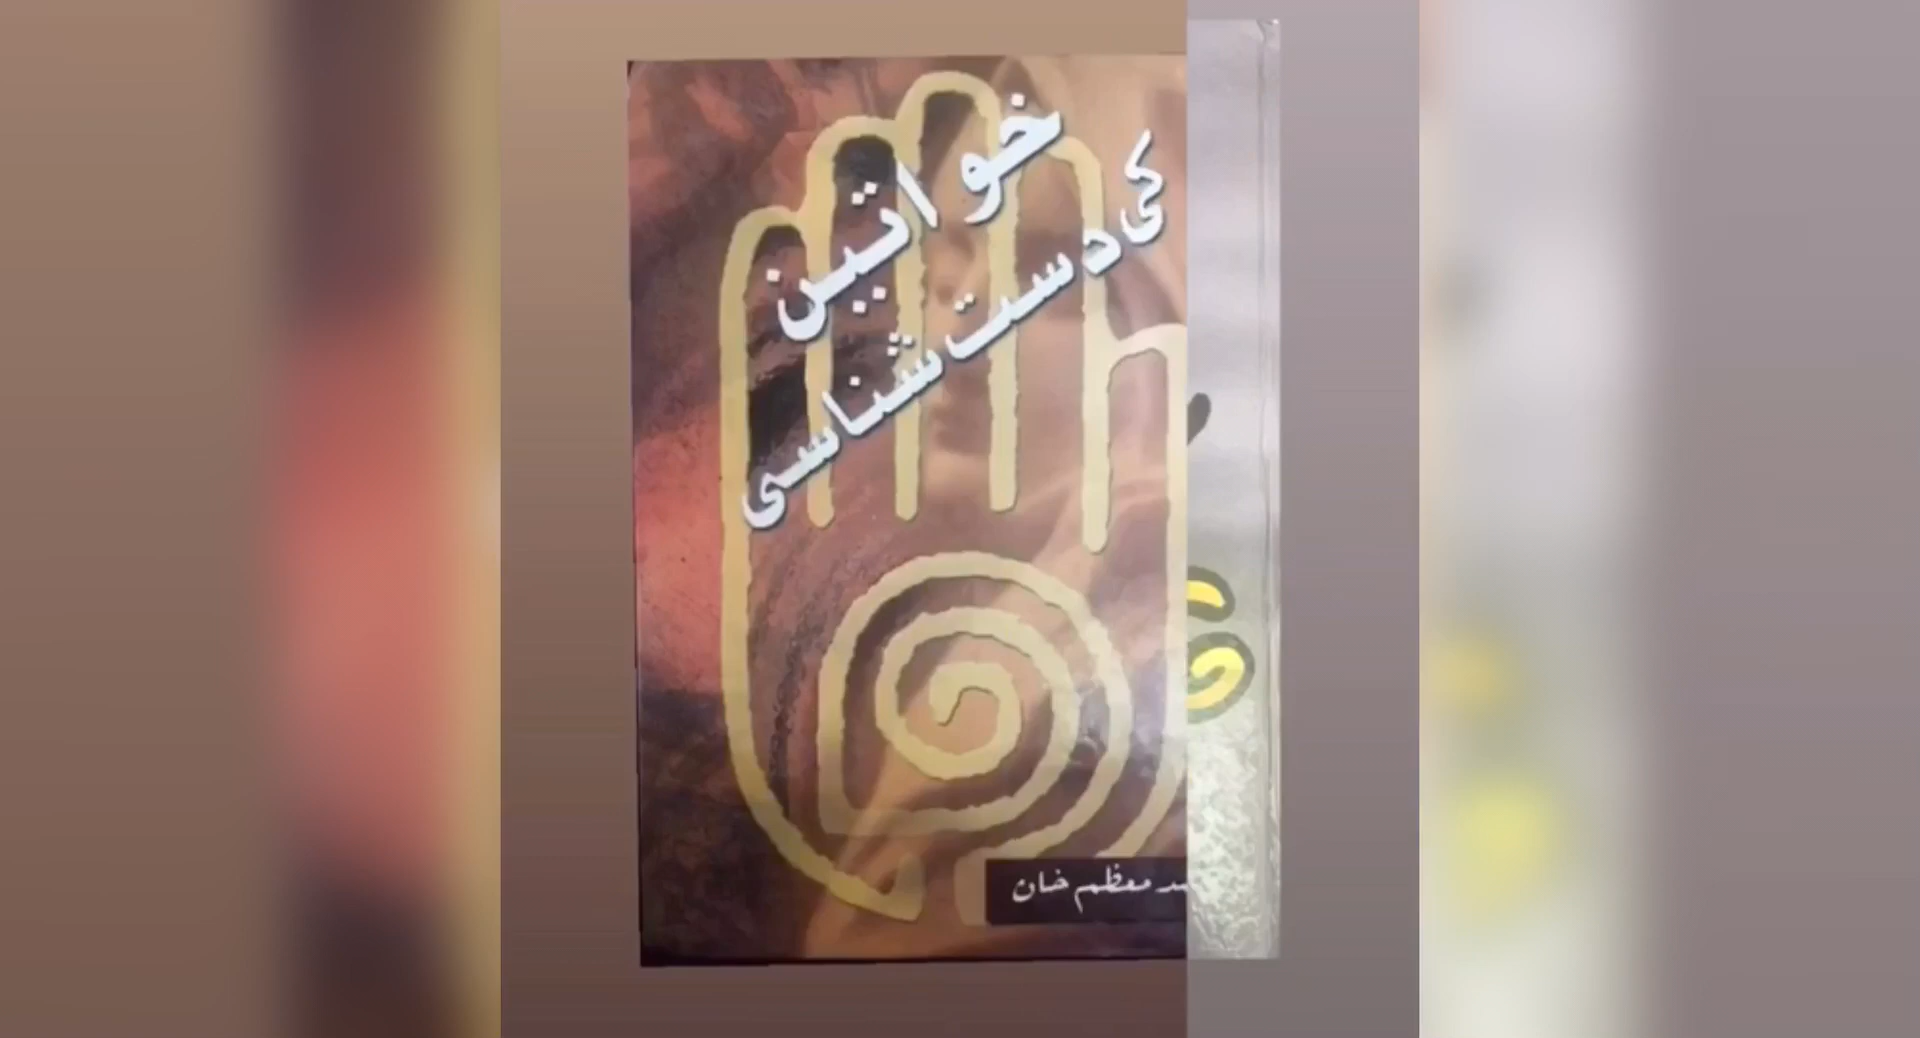 خواتین
کی دست شناسی
معظم خان